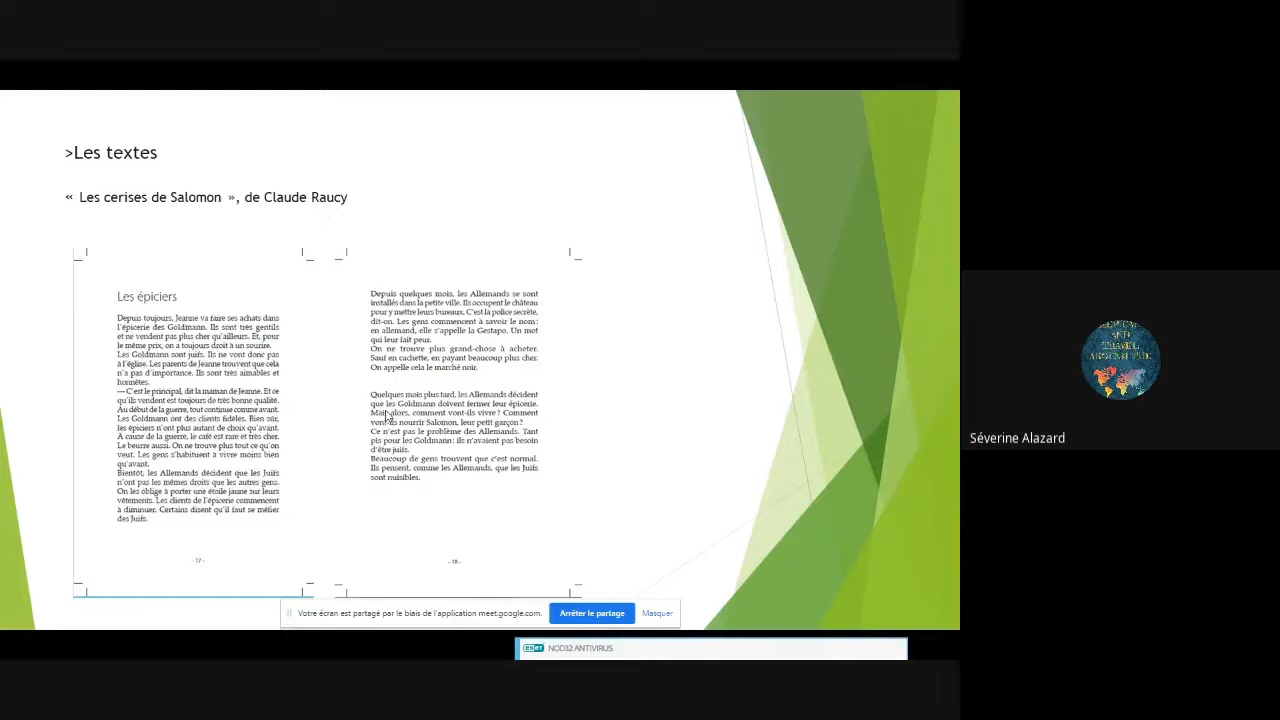 >Les textes
« Les cerises de Salomon », de Claude Raucy
Les épiciers
Depuis toujours, Jeanne va faire ses achats dans
l'épicerie des Goldmann. Ils sont très gentils
et ne vendent pas plus cher qu'ailleurs. Et, pour
le même prix, on a toujours droit à un sourire.
Les Goldmann sont juifs. Ils ne vont donc pas
à l'église. Les parents de Jeanne trouvent que cela
n'a pas d'importance. Ils sont très aimables et
honnêtes.
— C'est le principal, dit la maman de Jeanne. Et ce
qu'ils vendent est toujours de très bonne qualité.
Au début de la guerre, tout continue comme avant.
Les Goldmann ont des clients fidèles. Bien sûr,
les épiciers n'ont plus autant de choix qu'avant.
A cause de la guerre, le café est rare et très cher.
Le beurre aussi. On ne trouve plus tout ce qu'on
veut. Les gens s'habituent à vivre moins bien
qu'avant.
Bientôt, les Allemands décident que les Juifs
n'ont pas les mêmes droits que les autres gens.
On les oblige à porter une étoile jaune sur leurs
vêtements. Les clients de l'épicerie commencent
à diminuer. Certains disent qu'il faut se méfier
des Juifs.
- 17 -
Depuis quelques mois, les Allemands se sont
installés dans la petite ville. Ils occupent le château
pour y mettre leurs bureaux. C'est la police secrète,
dit-on. Les gens commencent à savoir le nom :
en allemand, elle s'appelle la Gestapo. Un mot
qui leur fait peur.
On ne trouve plus grand-chose à acheter.
Sauf en cachette, en payant beaucoup plus cher.
On appelle cela le marché noir.
Quelques mois plus tard, les Allemands décident
que les Goldmann doivent fermer leur épicerie.
Mais alors, comment vont-ils vivre ? Comment
vont-ils nourrir Salomon, leur petit garçon ?
Ce n'est pas le problème des Allemands. Tant
pis pour les Goldmann : ils n'avaient pas besoin
d'être juifs.
Beaucoup de gens trouvent que c'est normal.
Ils pensent, comme les Allemands, que les Juifs
sont nuisibles.
- 18 -
Votre écran est partagé par le biais de l'application meet.google.com.
Arrêter le partage
Masquer
eset NOD32 ANTIVIRUS
AND
TRAVEL
AROUND THE
Séverine Alazard